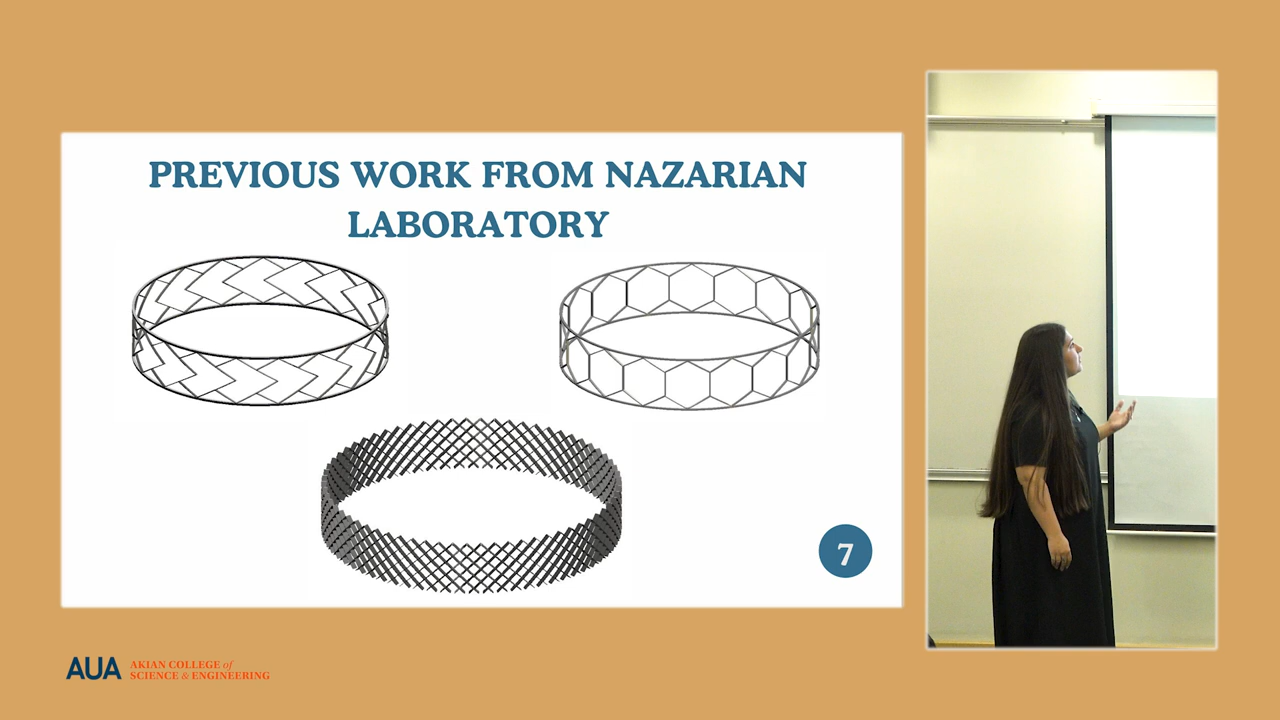 PREVIOUS WORK FROM NAZARIAN
LABORATORY
7
AUA
AKIAN COLLEGE of
SCIENCE & ENGINEERING